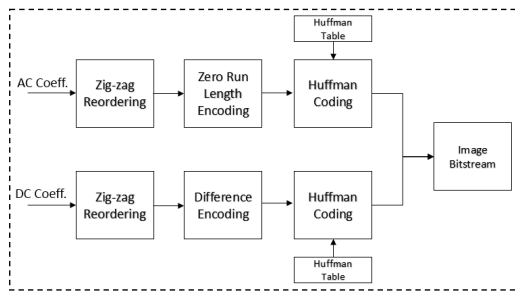 Huffman
Table
AC Coeff.
Zig-zag
Reordering
Zero Run
Length
Encoding
Huffman
Coding
Image
Bitstream
DC Coeff.
Zig-zag
Reordering
Difference
Encoding
Huffman
Coding
Huffman
Table